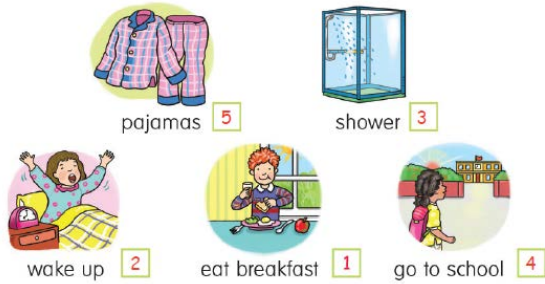 pajamas 5
shower 3
wake up 2
eat breakfast 1
go to school 4